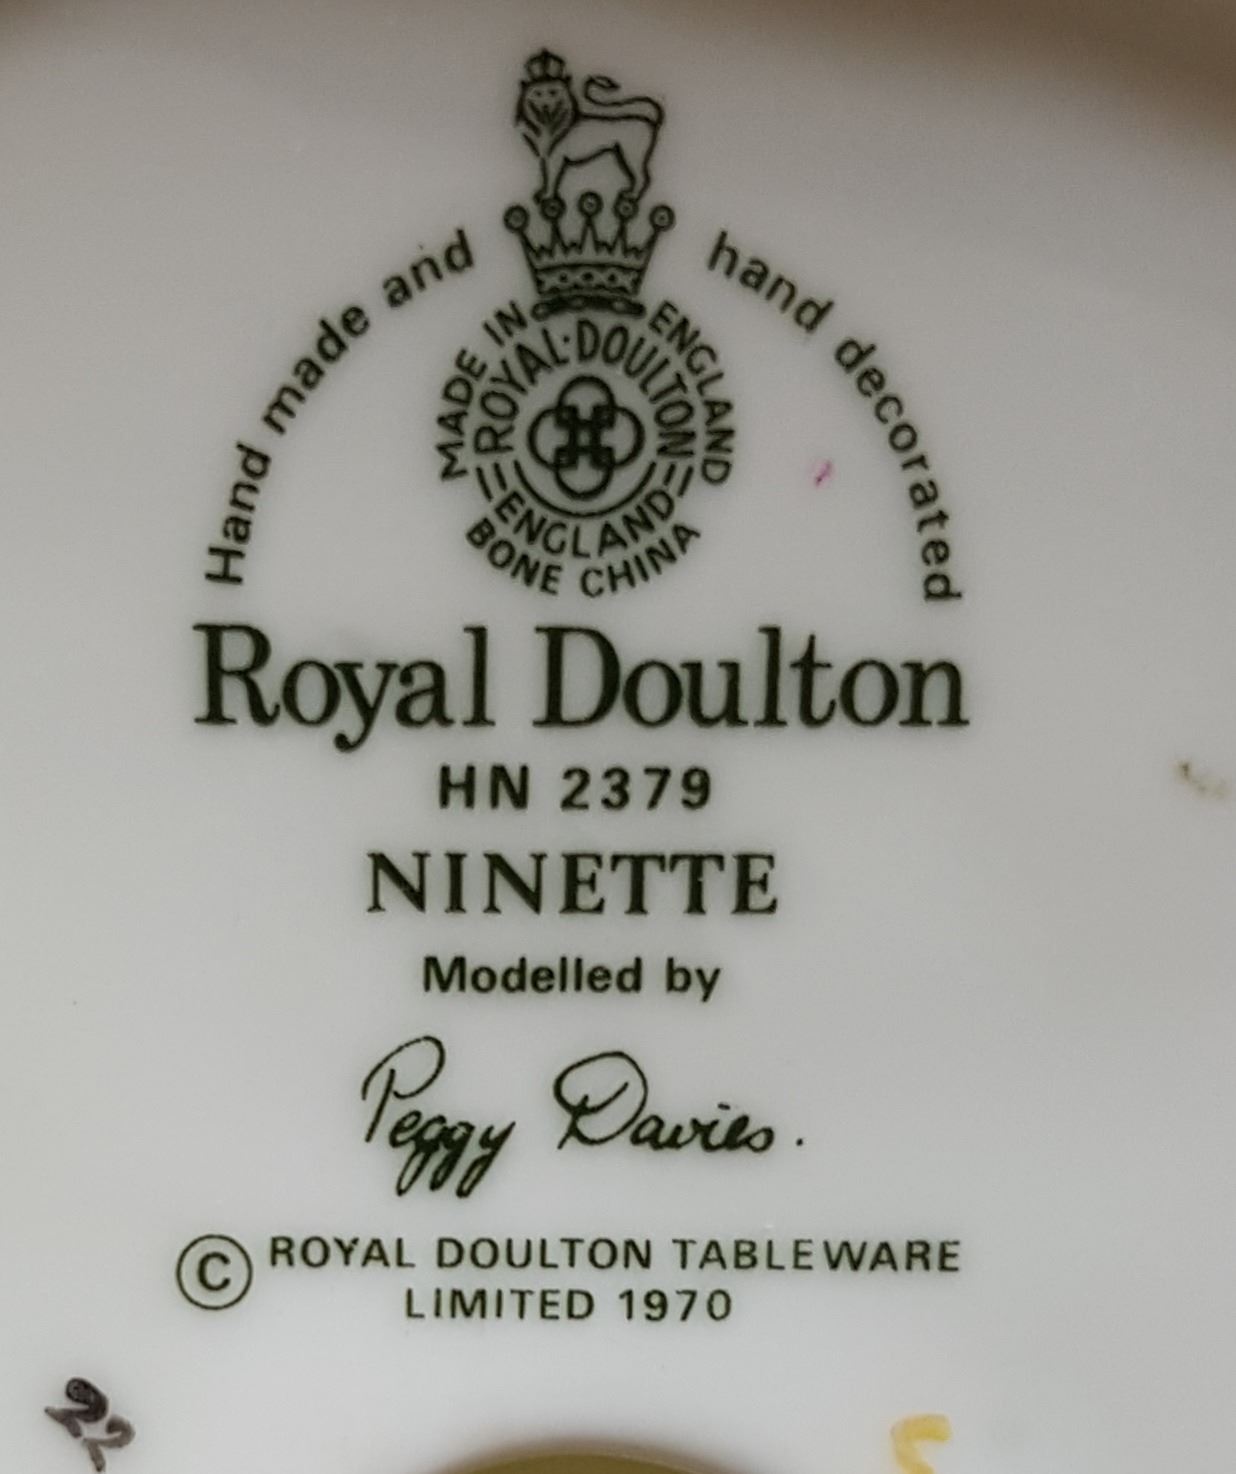 Hand made and hand decorated
MADE IN ENGLAND
ROYAL·DOULTON
ENGLAND
BONE CHINA
Royal Doulton
HN 2379
NINETTE
Modelled by
Peggy Davies.
© ROYAL DOULTON TABLEWARE
LIMITED 1970